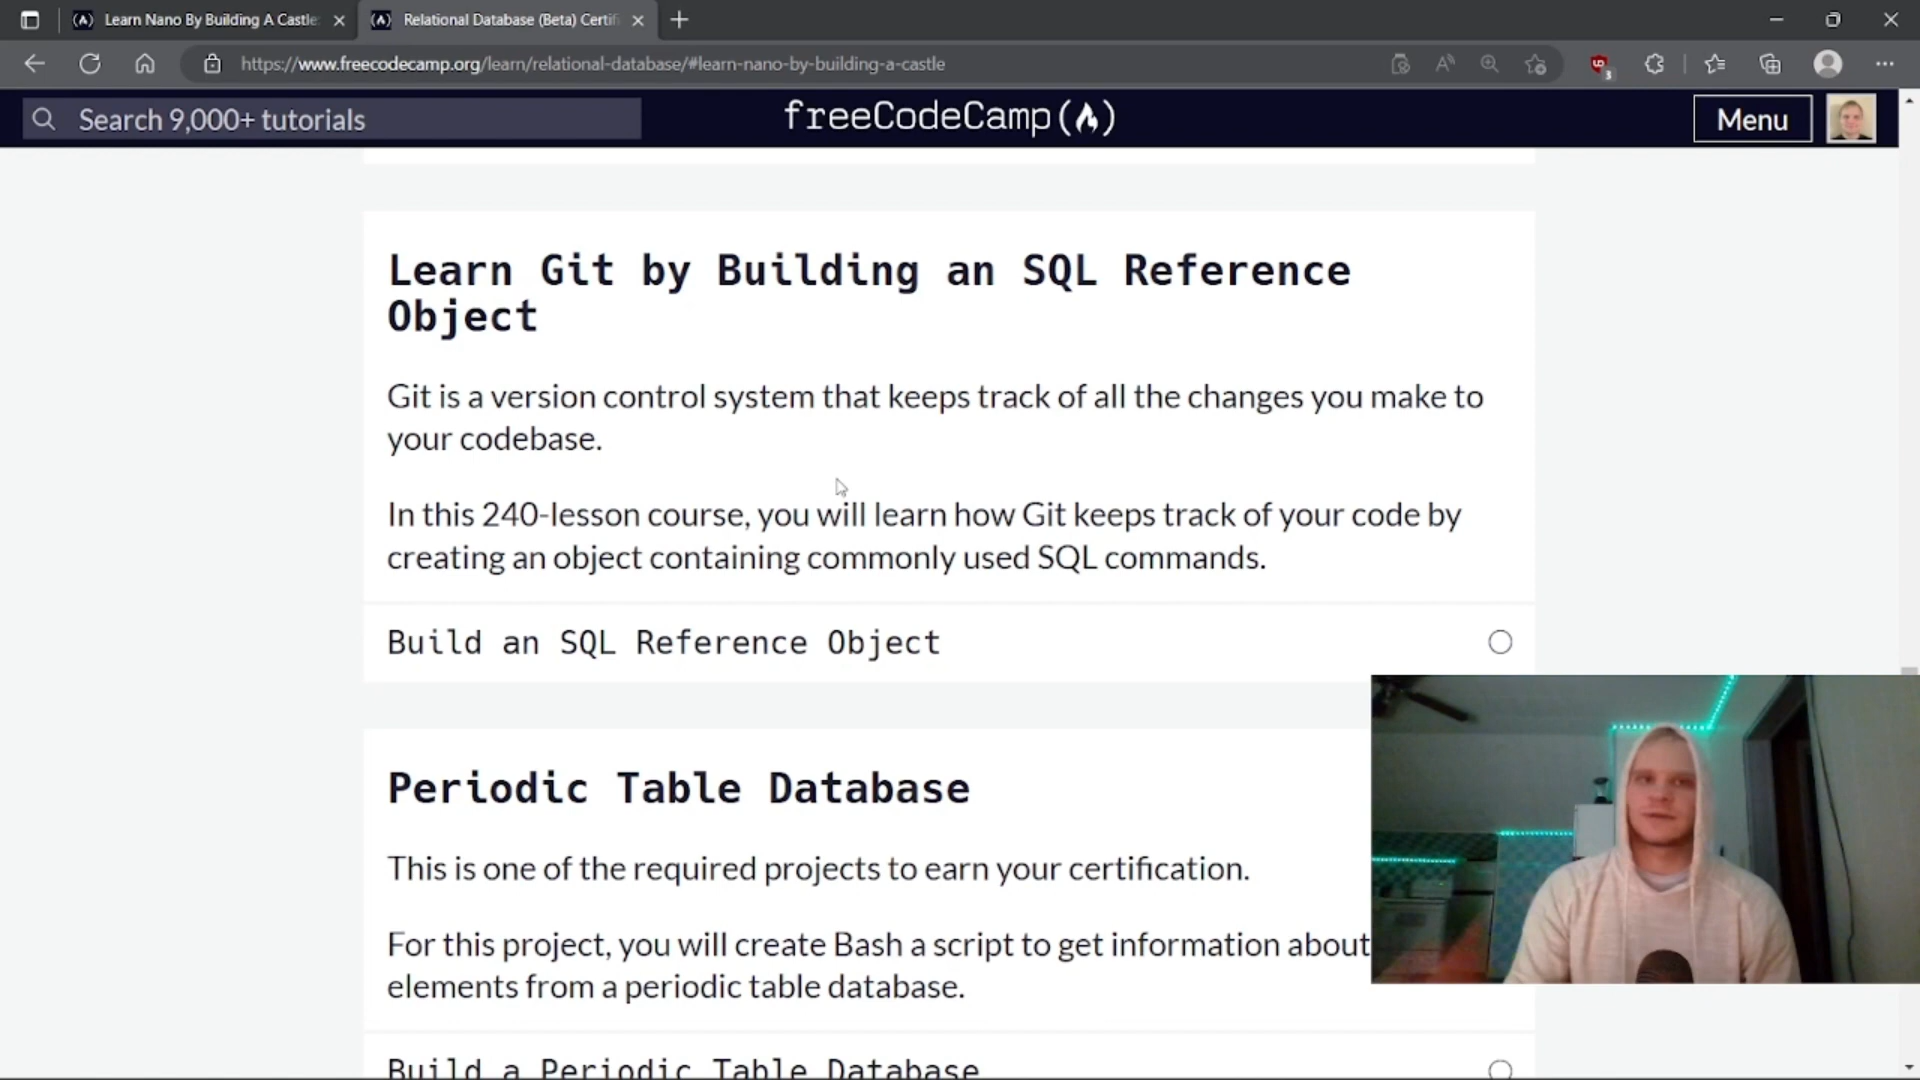 Learn Nano By Building A Castle
Relational Database (Beta) Certifi
https://www.freecodecamp.org/learn/relational-database/#learn-nano-by-building-a-castle
3
Search 9,000+ tutorials
freeCodeCamp(
Menu
Learn Git by Building an SQL Reference
Object
Git is a version control system that keeps track of all the changes you make to
your codebase.
In this 240-lesson course, you will learn how Git keeps track of your code by
creating an object containing commonly used SQL commands.
Build an SQL Reference Object
Periodic Table Database
This is one of the required projects to earn your certification.
For this project, you will create Bash a script to get information about
elements from a periodic table database.
Build a Periodic Table Database